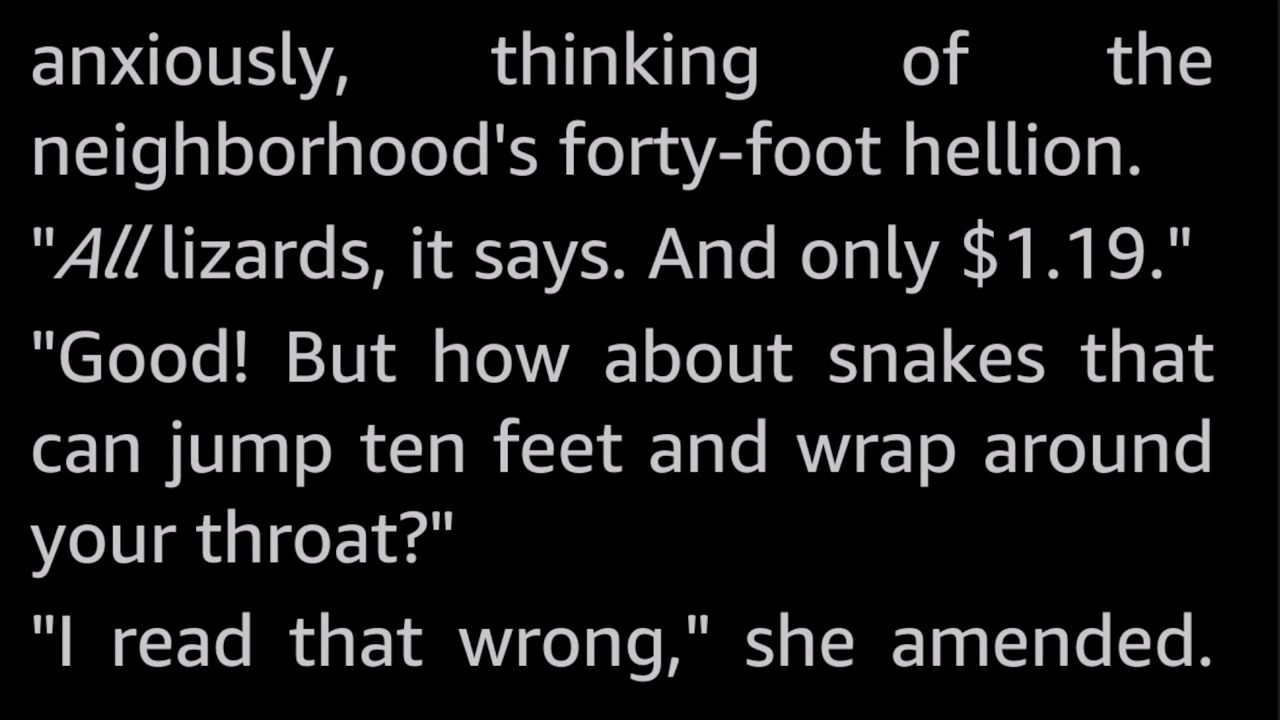 anxiously, thinking of the
neighborhood's forty-foot hellion.
"All lizards, it says. And only $1.19."
"Good! But how about snakes that
can jump ten feet and wrap around
your throat?"
"I read that wrong," she amended.